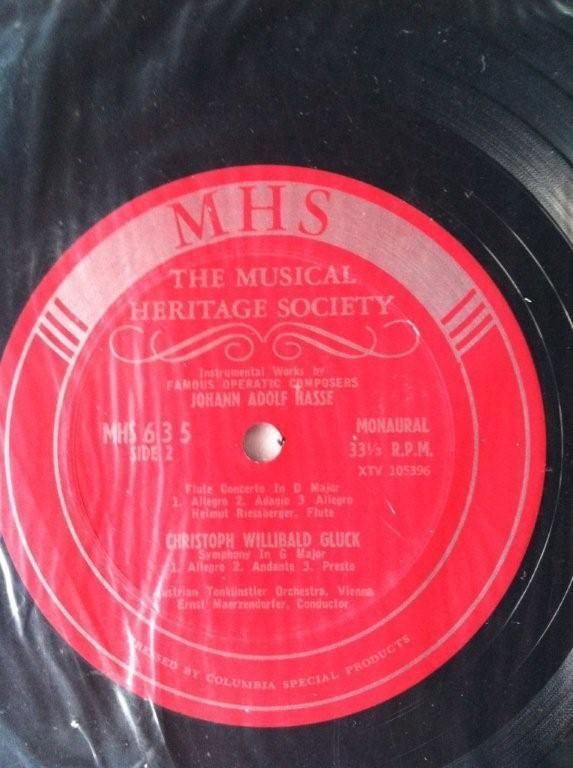 MHS
THE MUSICAL
HERITAGE SOCIETY
Instrumental Works by
FAMOUS OPERATIC COMPOSERS
JOHANN ADOLF HASSE
MHS 635
SIDE 2
MONAURAL
33⅓ R.P.M.
XTV 105396
Flute Concerto In D Major
1. Allegro 2. Adagio 3 Allegro
Helmut Riessberger, Flute
CHRISTOPH WILLIBALD GLUCK
Symphony In G Major
1. Allegro 2. Andante 3. Presto
Austrian Tonkünstler Orchestra, Vienna
Ernst Maerzendorfer, Conductor
PRESSED BY COLUMBIA SPECIAL PRODUCTS